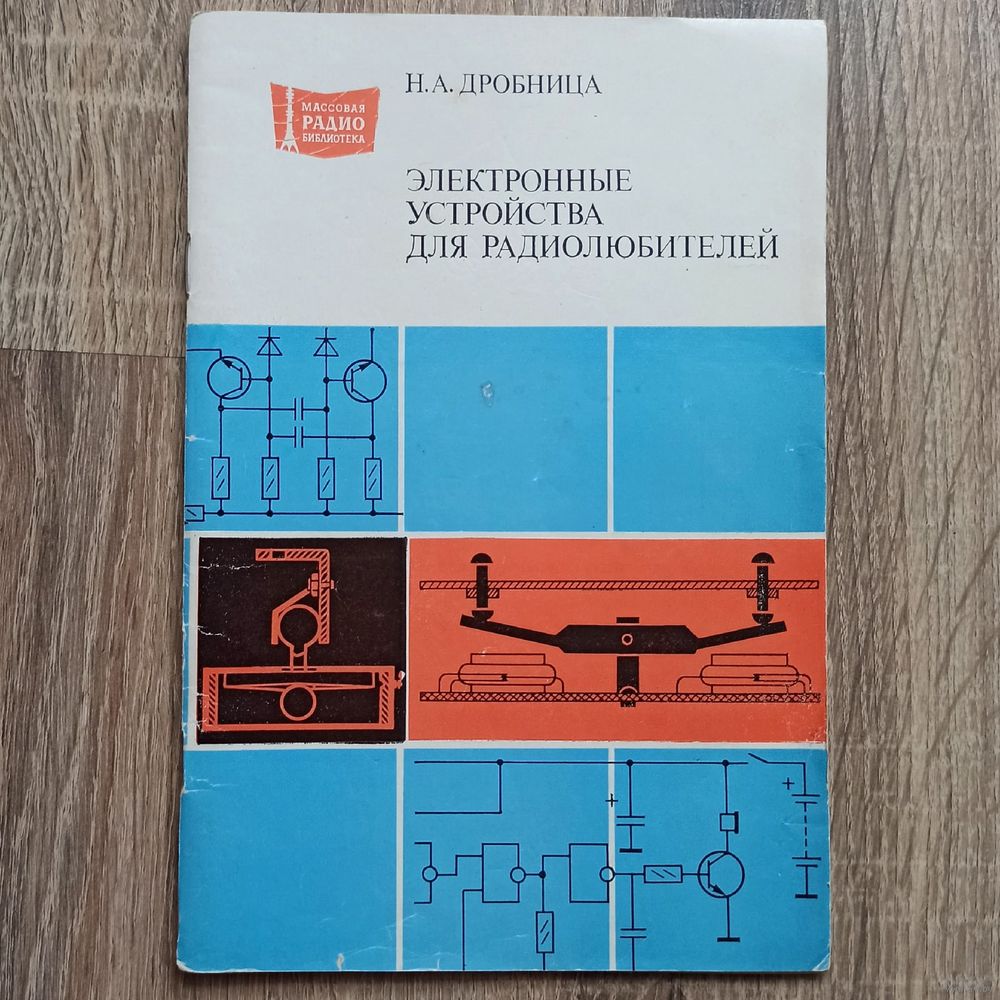 Н.А. ДРОБНИЦА
МАССОВАЯ
РАДИО
БИБЛИОТЕКА
ЭЛЕКТРОННЫЕ
УСТРОЙСТВА
ДЛЯ РАДИОЛЮБИТЕЛЕЙ
+
+